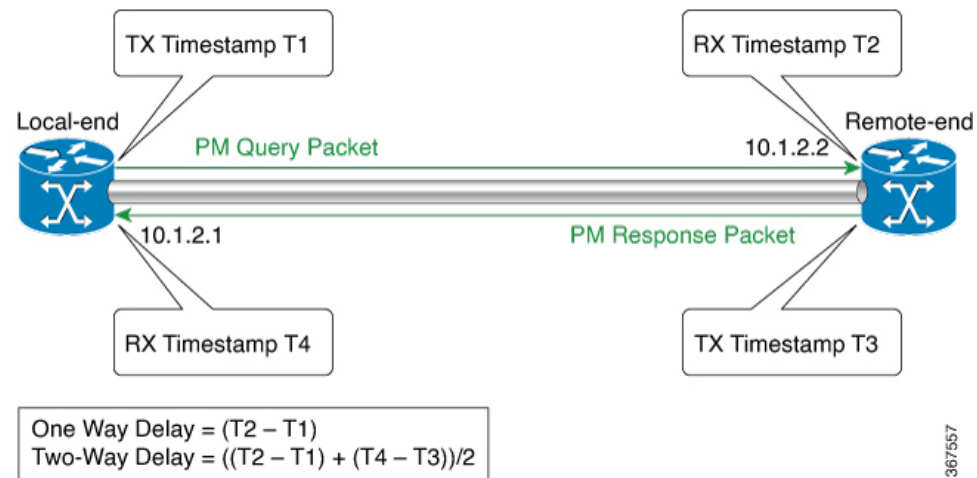 TX Timestamp T1
RX Timestamp T2
Local-end
Remote-end
PM Query Packet
10.1.2.2
10.1.2.1
PM Response Packet
RX Timestamp T4
TX Timestamp T3
One Way Delay = (T2 – T1)
Two-Way Delay = ((T2 – T1) + (T4 – T3))/2
367557